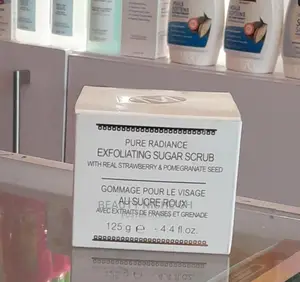 PURE RADIANCE
EXFOLIATING SUGAR SCRUB
WITH REAL STRAWBERRY & POMEGRANATE SEED
GOMMAGE POUR LE VISAGE
AU SUCRE ROUX
AVEC EXTRAITS DE FRAISES ET GRENADE
125 g e - 4.4 fl.oz.